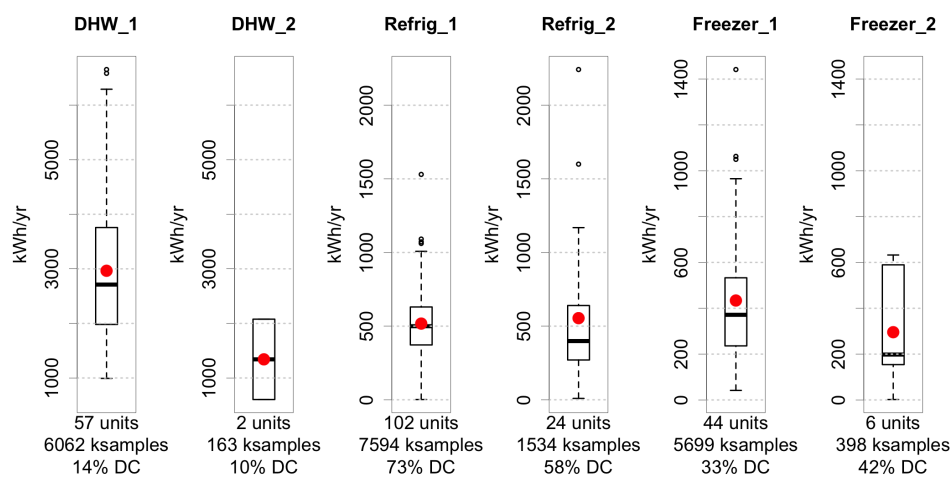 DHW_1
kWh/yr
1000
3000
5000
57 units
6062 ksamples
14% DC
DHW_2
kWh/yr
1000
3000
5000
2 units
163 ksamples
10% DC
Refrig_1
kWh/yr
0
500
1000
1500
2000
102 units
7594 ksamples
73% DC
Refrig_2
kWh/yr
0
500
1000
1500
2000
24 units
1534 ksamples
58% DC
Freezer_1
kWh/yr
0
200
600
1000
1400
44 units
5699 ksamples
33% DC
Freezer_2
kWh/yr
0
200
600
1000
1400
6 units
398 ksamples
42% DC